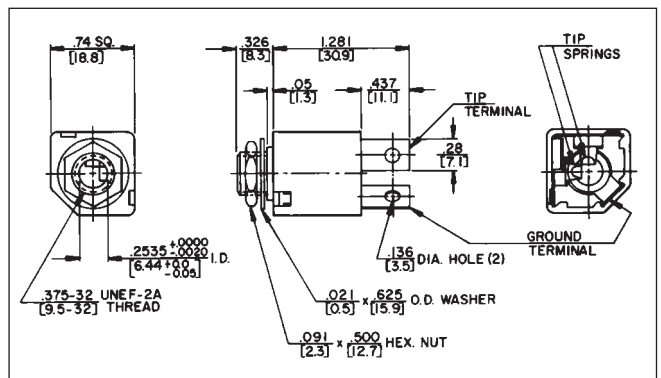 .74 SQ.
[18.8]
.326
[8.3]
1.281
[30.9]
.05
[1.3]
.437
[11.1]
TIP
TERMINAL
.28
[7.1]
TIP
SPRINGS
.2535 +.0000 -.0020 I.D.
[6.44 +0.0 -0.05]
.375-32 UNEF-2A
[9.5-32] THREAD
.136 DIA. HOLE (2)
[3.5]
GROUND
TERMINAL
.021 x .625 O.D. WASHER
[0.5] [15.9]
.091 x .500 HEX. NUT
[2.3] [12.7]